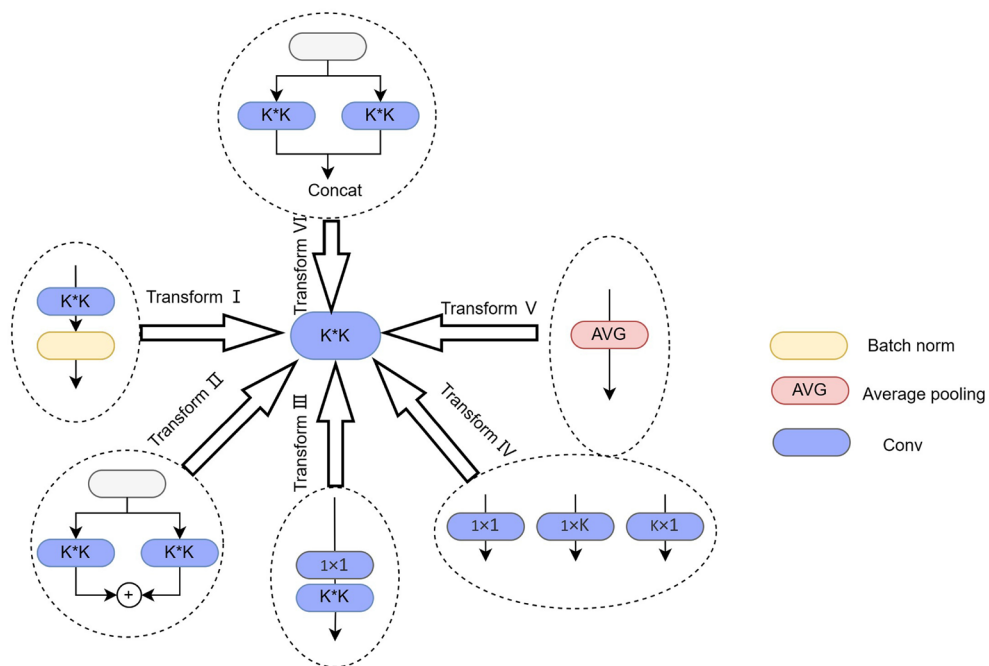 K*K
K*K
Concat
Transform VI
K*K
Transform Ⅰ
K*K
Transform Ⅴ
AVG
Batch norm
AVG
Average pooling
Conv
Transform Ⅱ
Transform Ⅲ
Transform Ⅳ
K*K
K*K
+
1×1
K*K
1×1
1×K
K×1